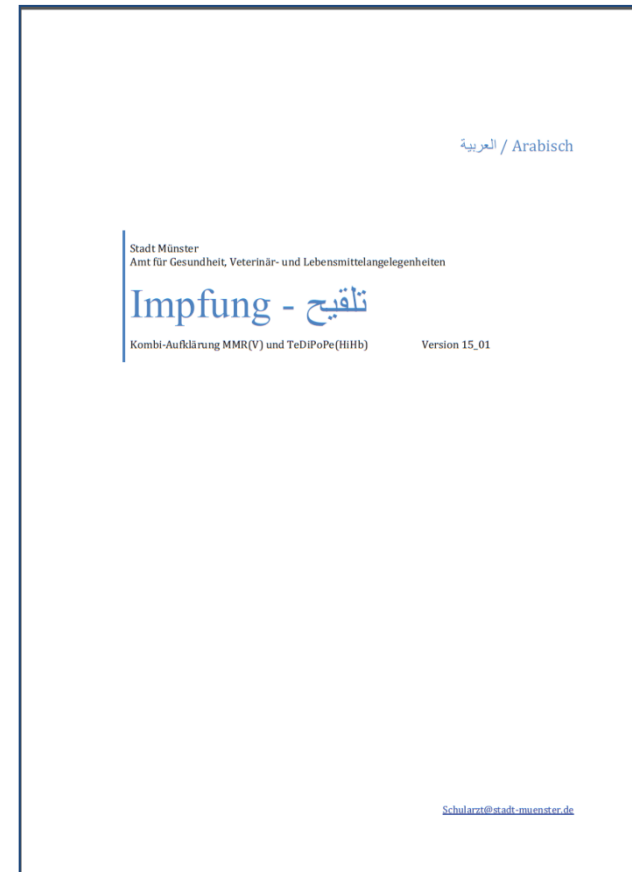 العربية / Arabisch
Stadt Münster
Amt für Gesundheit, Veterinär- und Lebensmittelangelegenheiten
Impfung - تلقيح
Kombi-Aufklärung MMR(V) und TeDiPoPe(HiHb) Version 15_01
Schularzt@stadt-muenster.de